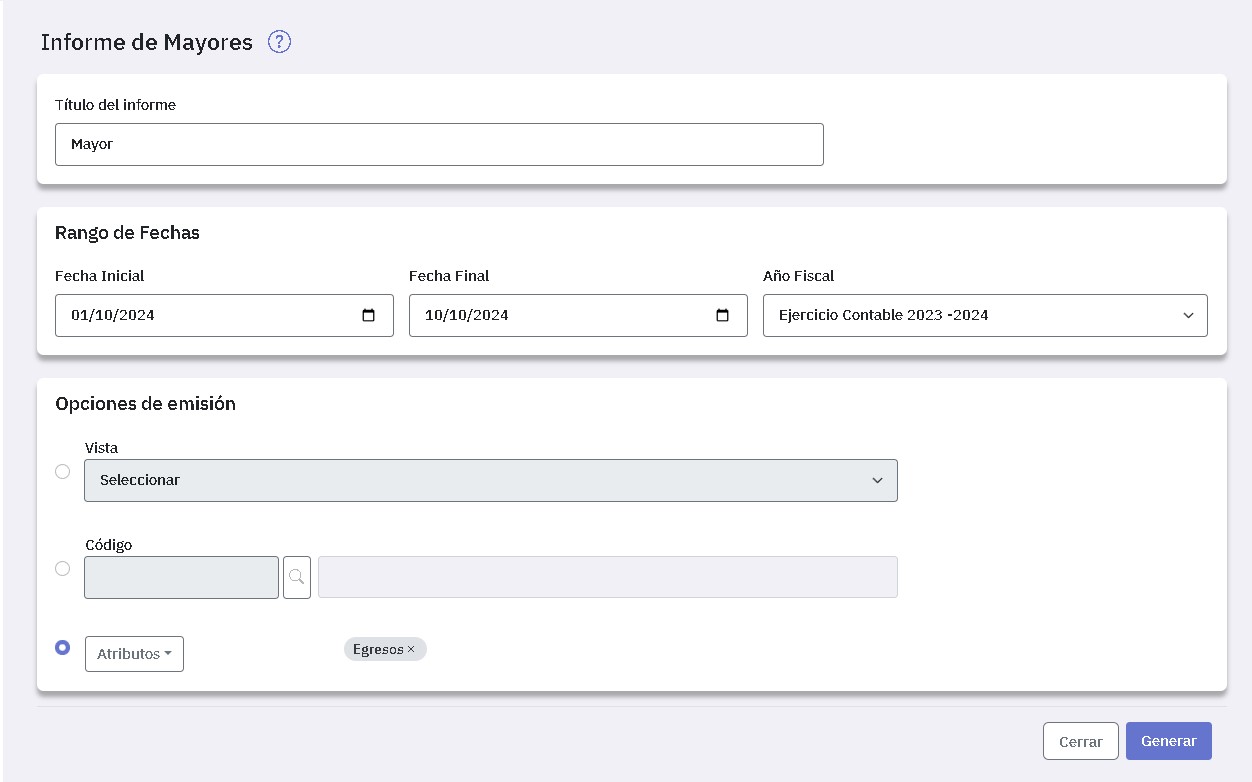 Informe de Mayores ?
Título del informe
Mayor
Rango de Fechas
Fecha Inicial Fecha Final Año Fiscal
01/10/2024 10/10/2024 Ejercicio Contable 2023 -2024
Opciones de emisión
Vista
Seleccionar
Código
Atributos Egresos ×
Cerrar Generar